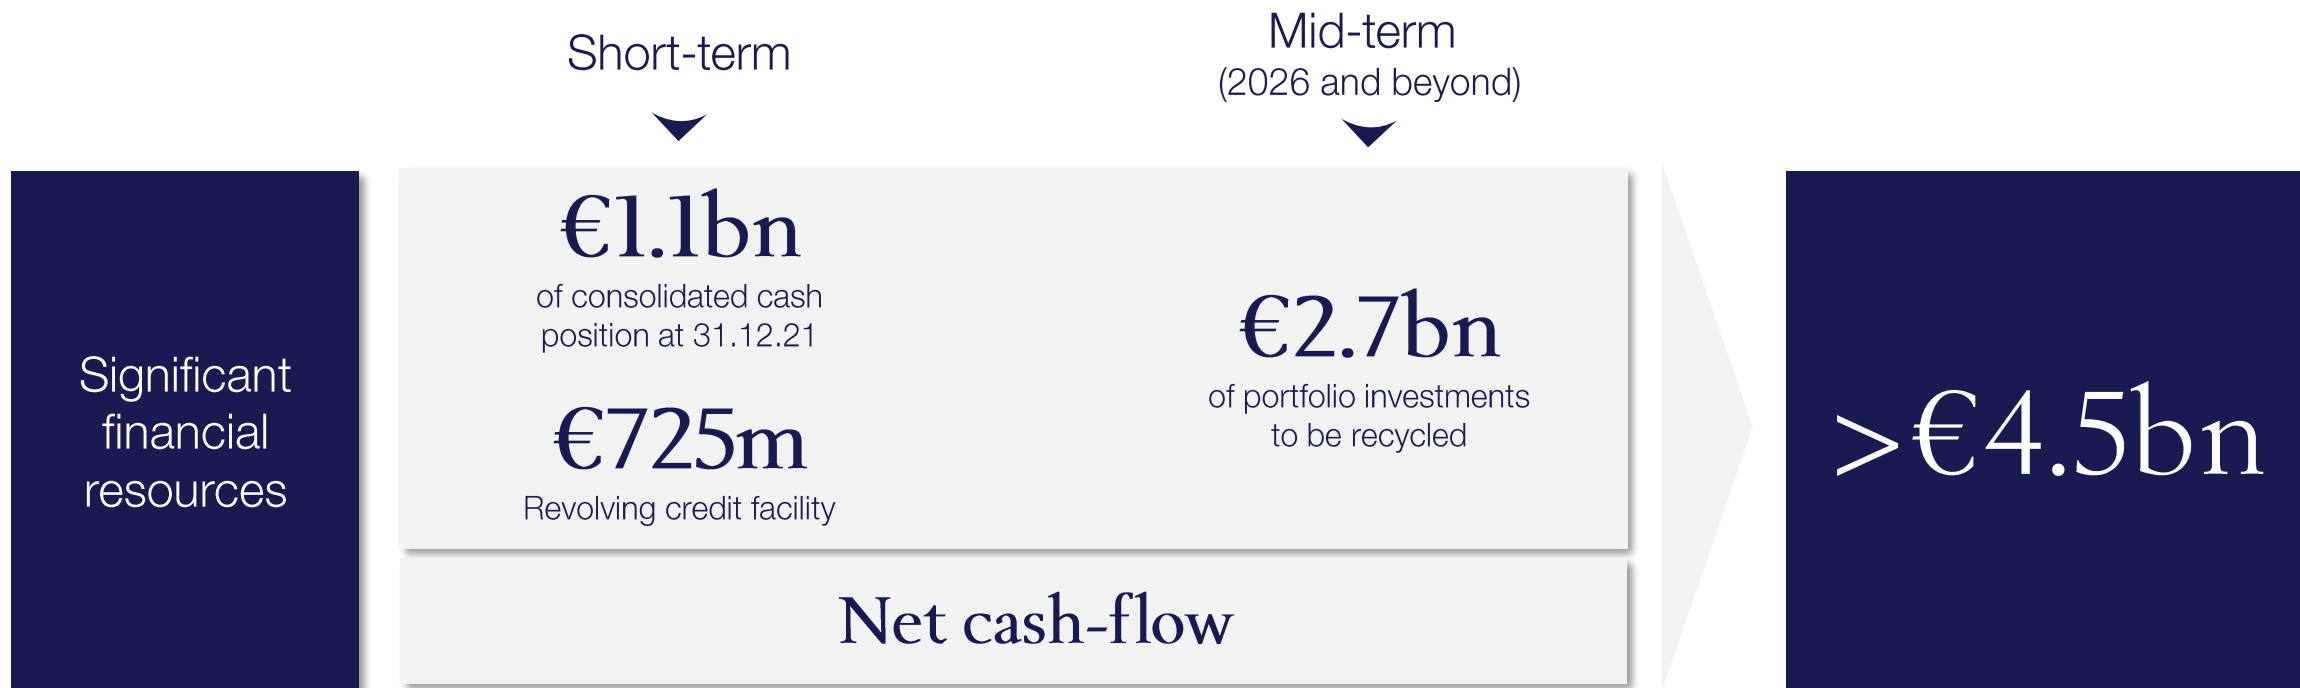 Short-term
Mid-term
(2026 and beyond)
Significant
financial
resources
€1.1bn
of consolidated cash
position at 31.12.21
€725m
Revolving credit facility
€2.7bn
of portfolio investments
to be recycled
Net cash-flow
>€4.5bn